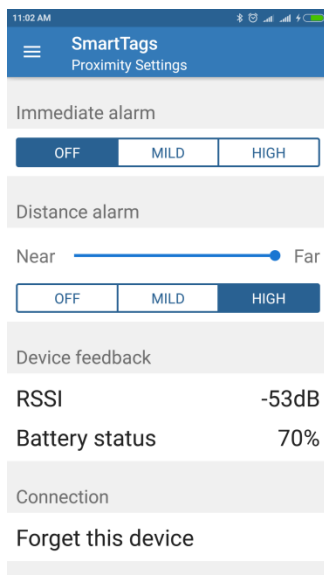 11:02 AM
SmartTags
Proximity Settings
Immediate alarm
OFF MILD HIGH
Distance alarm
Near Far
OFF MILD HIGH
Device feedback
RSSI -53dB
Battery status 70%
Connection
Forget this device